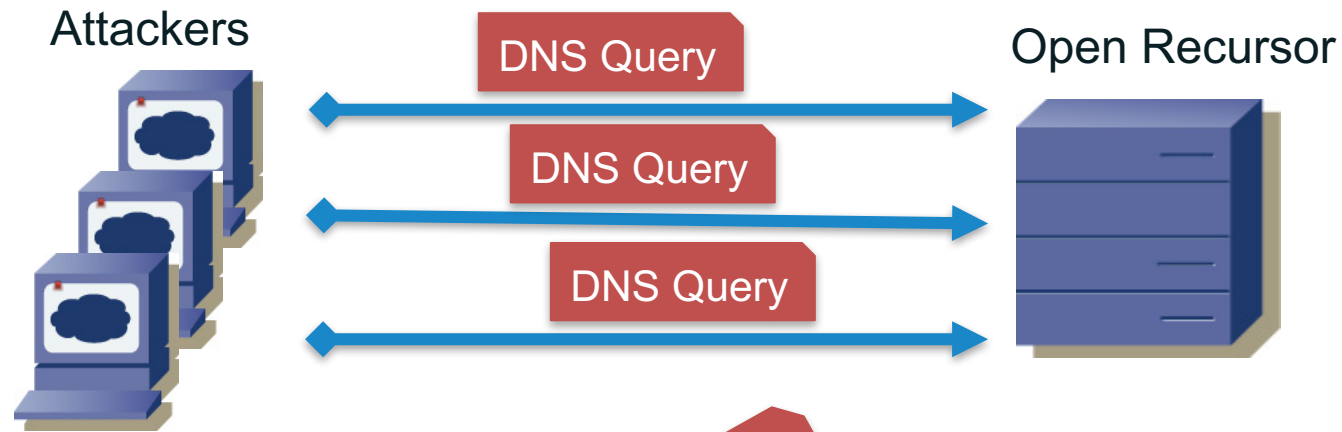 Attackers
DNS Query
Open Recursor
DNS Query
DNS Query